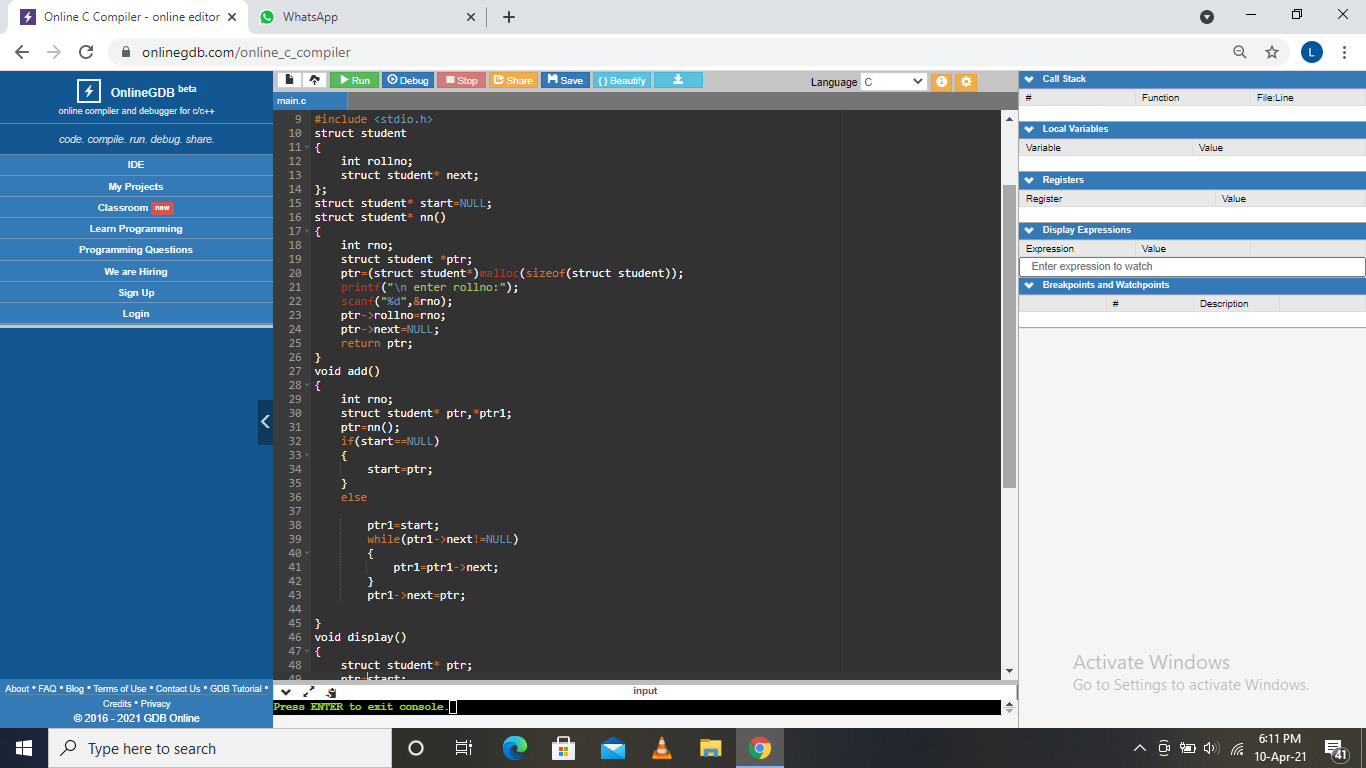 Online C Compiler - online editor
WhatsApp
onlinegdb.com/online_c_compiler
L
OnlineGDB beta
online compiler and debugger for c/c++
code. compile. run. debug. share.
IDE
My Projects
Classroom new
Learn Programming
Programming Questions
We are Hiring
Sign Up
Login
About • FAQ • Blog • Terms of Use • Contact Us • GDB Tutorial •
Credits • Privacy
© 2016 - 2021 GDB Online
Run Debug Stop Share Save {} Beautify
Language C
main.c
9 #include <stdio.h>
10 struct student
11 {
12 int rollno;
13 struct student* next;
14 };
15 struct student* start=NULL;
16 struct student* nn()
17 {
18 int rno;
19 struct student *ptr;
20 ptr=(struct student*)malloc(sizeof(struct student));
21 printf("\n enter rollno:");
22 scanf("%d",&rno);
23 ptr->rollno=rno;
24 ptr->next=NULL;
25 return ptr;
26 }
27 void add()
28 {
29 int rno;
30 struct student* ptr,*ptr1;
31 ptr=nn();
32 if(start==NULL)
33 {
34 start=ptr;
35 }
36 else
37
38 ptr1=start;
39 while(ptr1->next!=NULL)
40 {
41 ptr1=ptr1->next;
42 }
43 ptr1->next=ptr;
44
45 }
46 void display()
47 {
48 struct student* ptr;
49 ptr=start;
input
Press ENTER to exit console.
Call Stack
# Function File:Line
Local Variables
Variable Value
Registers
Register Value
Display Expressions
Expression Value
Enter expression to watch
Breakpoints and Watchpoints
# Description
Activate Windows
Go to Settings to activate Windows.
Type here to search
6:11 PM
10-Apr-21
41